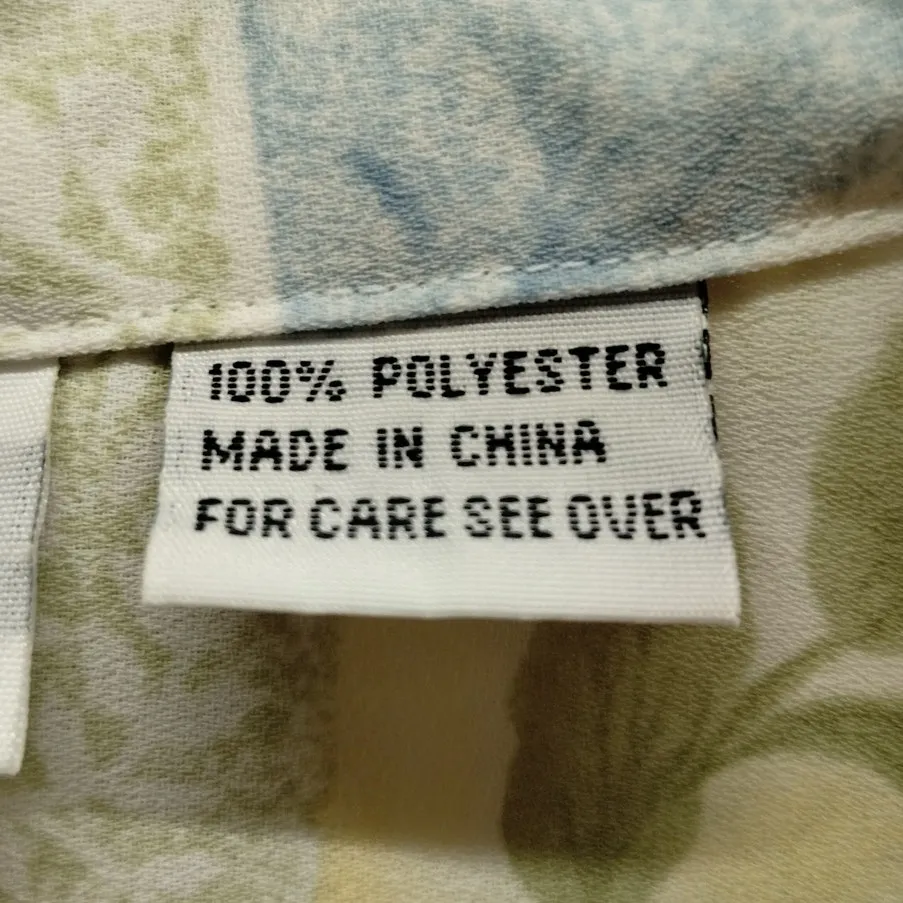 100% POLYESTER
MADE IN CHINA
FOR CARE SEE OVER